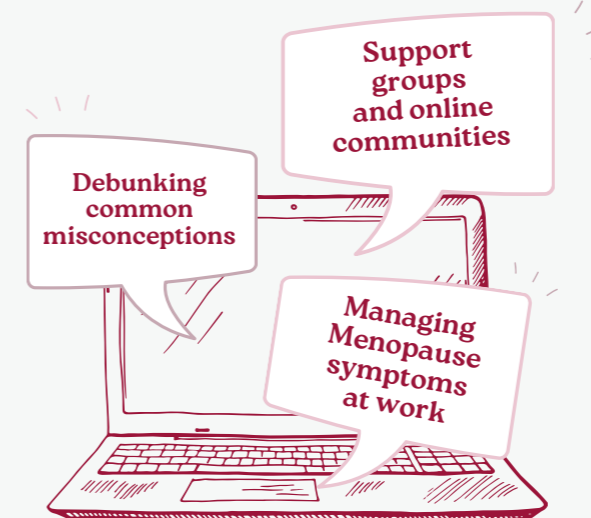 Support
groups
and online
communities
Debunking
common
misconceptions
Managing
Menopause
symptoms
at work